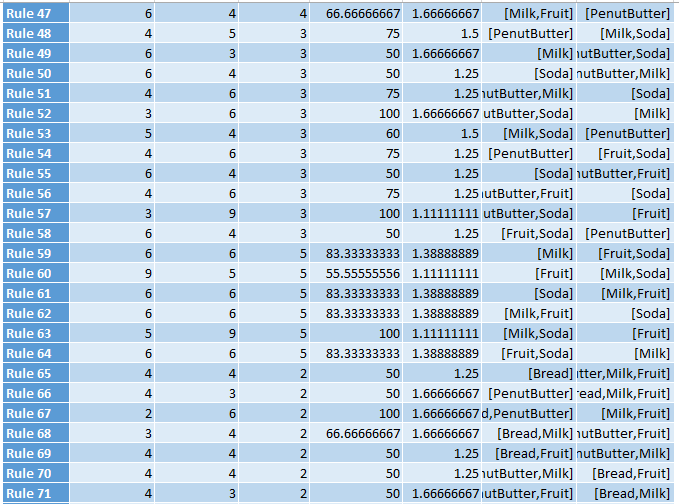 Rule 47 6 4 4 66.66666667 1.66666667 [Milk,Fruit] [PenutButter]
Rule 48 4 5 3 75 1.5 [PenutButter] [Milk,Soda]
Rule 49 6 3 3 50 1.66666667 [Milk] nutButter,Soda]
Rule 50 6 4 3 50 1.25 [Soda] nutButter,Milk]
Rule 51 4 6 3 75 1.25 nutButter,Milk] [Soda]
Rule 52 3 6 3 100 1.66666667 utButter,Soda] [Milk]
Rule 53 5 4 3 60 1.5 [Milk,Soda] [PenutButter]
Rule 54 4 6 3 75 1.25 [PenutButter] [Fruit,Soda]
Rule 55 6 4 3 50 1.25 [Soda] nutButter,Fruit]
Rule 56 4 6 3 75 1.25 utButter,Fruit] [Soda]
Rule 57 3 9 3 100 1.11111111 utButter,Soda] [Fruit]
Rule 58 6 4 3 50 1.25 [Fruit,Soda] [PenutButter]
Rule 59 6 6 5 83.33333333 1.38888889 [Milk] [Fruit,Soda]
Rule 60 9 5 5 55.55555556 1.11111111 [Fruit] [Milk,Soda]
Rule 61 6 6 5 83.33333333 1.38888889 [Soda] [Milk,Fruit]
Rule 62 6 6 5 83.33333333 1.38888889 [Milk,Fruit] [Soda]
Rule 63 5 9 5 100 1.11111111 [Milk,Soda] [Fruit]
Rule 64 6 6 5 83.33333333 1.38888889 [Fruit,Soda] [Milk]
Rule 65 4 4 2 50 1.25 [Bread] utter,Milk,Fruit]
Rule 66 4 3 2 50 1.66666667 [PenutButter] read,Milk,Fruit]
Rule 67 2 6 2 100 1.66666667 d,PenutButter] [Milk,Fruit]
Rule 68 3 4 2 66.66666667 1.66666667 [Bread,Milk] nutButter,Fruit]
Rule 69 4 4 2 50 1.25 [Bread,Fruit] nutButter,Milk]
Rule 70 4 4 2 50 1.25 nutButter,Milk] [Bread,Fruit]
Rule 71 4 3 2 50 1.66666667 utButter,Fruit] [Bread,Milk]